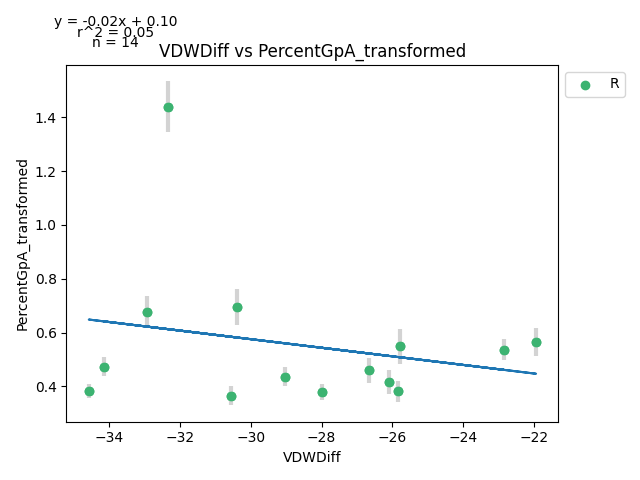 y = -0.02x + 0.10
r^2 = 0.05
n = 14
VDWDiff vs PercentGpA_transformed
R
PercentGpA_transformed
1.4
1.2
1.0
0.8
0.6
0.4
−34 −32 −30 −28 −26 −24 −22
VDWDiff